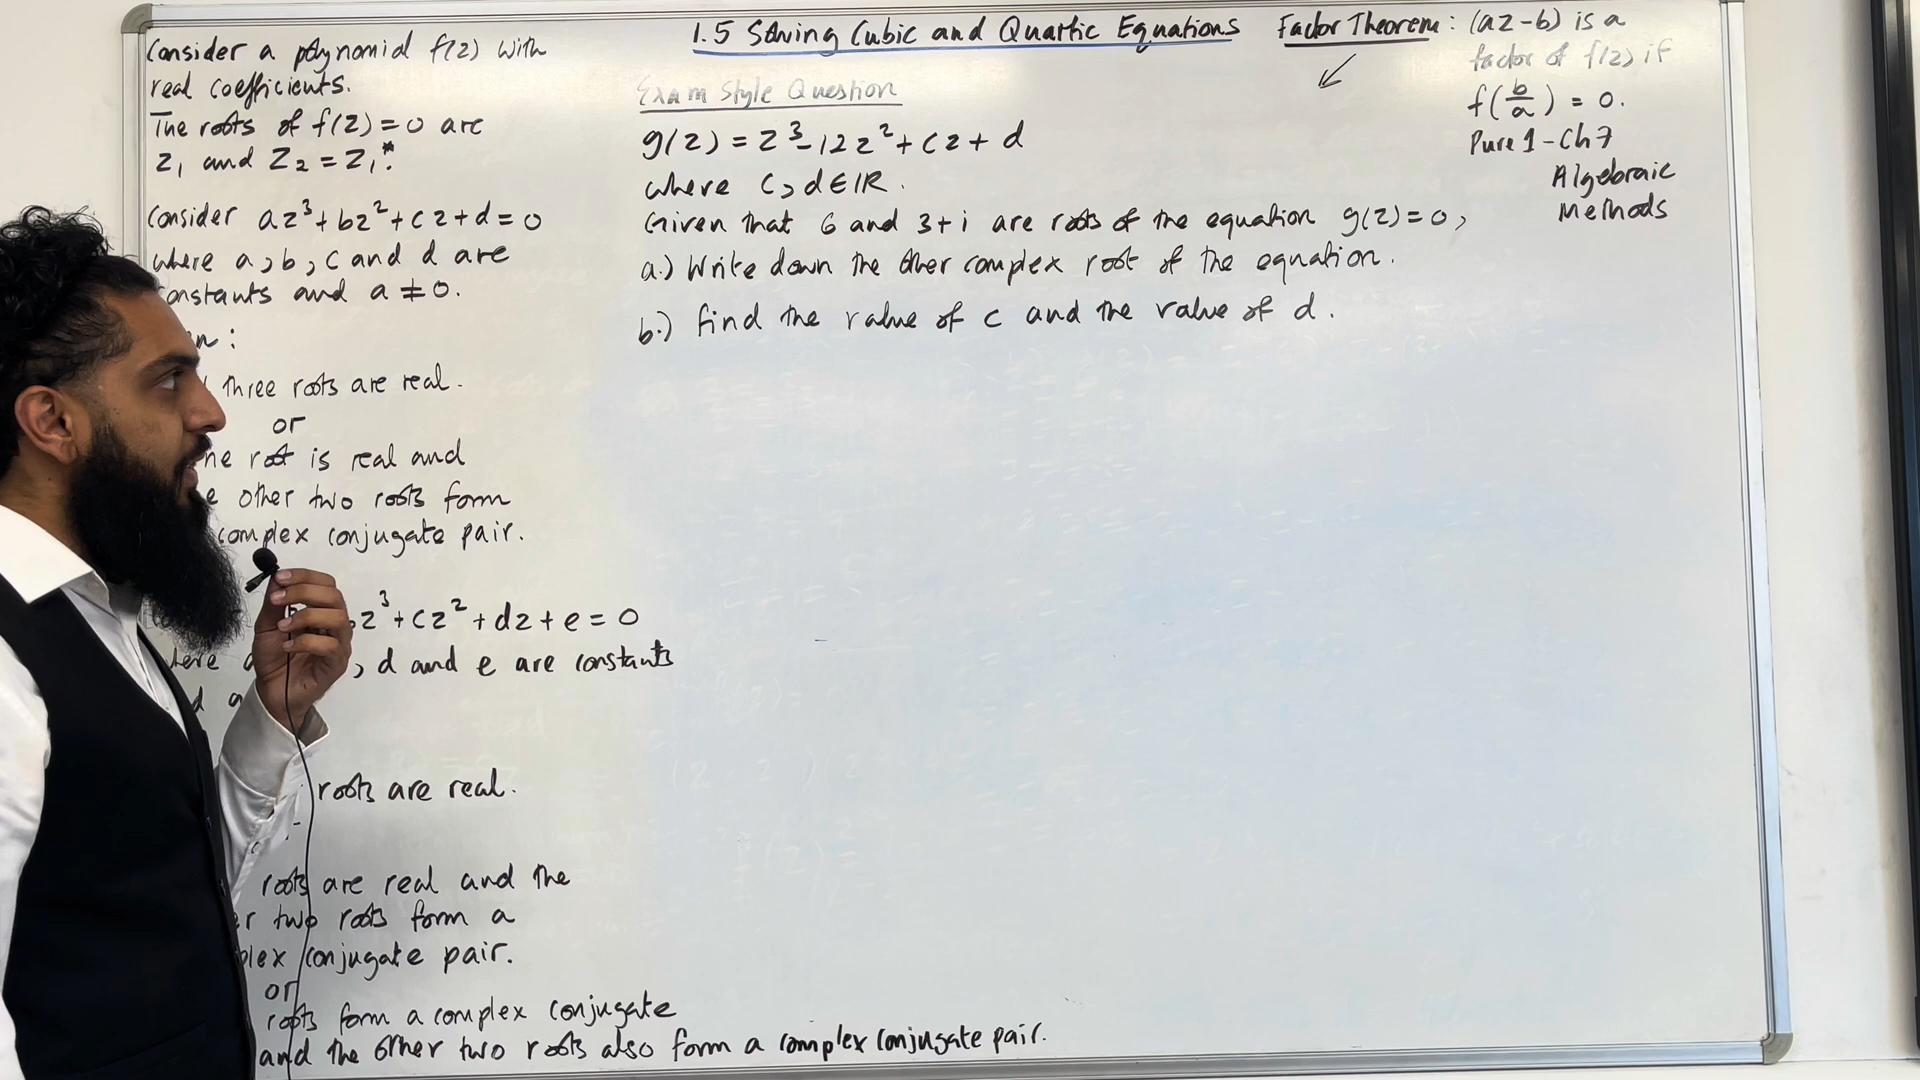 1.5 Solving Cubic and Quartic Equations
Consider a polynomial f(z) with
real coefficients.
The roots of f(z)=0 are
z₁ and z₂ = z₁*.
Consider az³+bz²+cz+d=0
where a, b, c and d are
constants and a ≠ 0.
three roots are real.
or
root is real and
other two roots form
complex conjugate pair.
z³+cz²+dz+e=0
, d and e are constants
roots are real.
roots are real and the
two roots form a
conjugate pair.
or
roots form a complex conjugate
and the other two roots also form a complex conjugate pair.
Exam Style Question
g(z) = z³-12z²+cz+d
where c, d∈ℝ.
Given that 6 and 3+i are roots of the equation g(z)=0,
a.) Write down the other complex root of the equation.
b.) find the value of c and the value of d.
Factor Theorem: (az-b) is a
factor of f(z) if
f(b/a) = 0.
Pure 1 - Ch 7
Algebraic
Methods